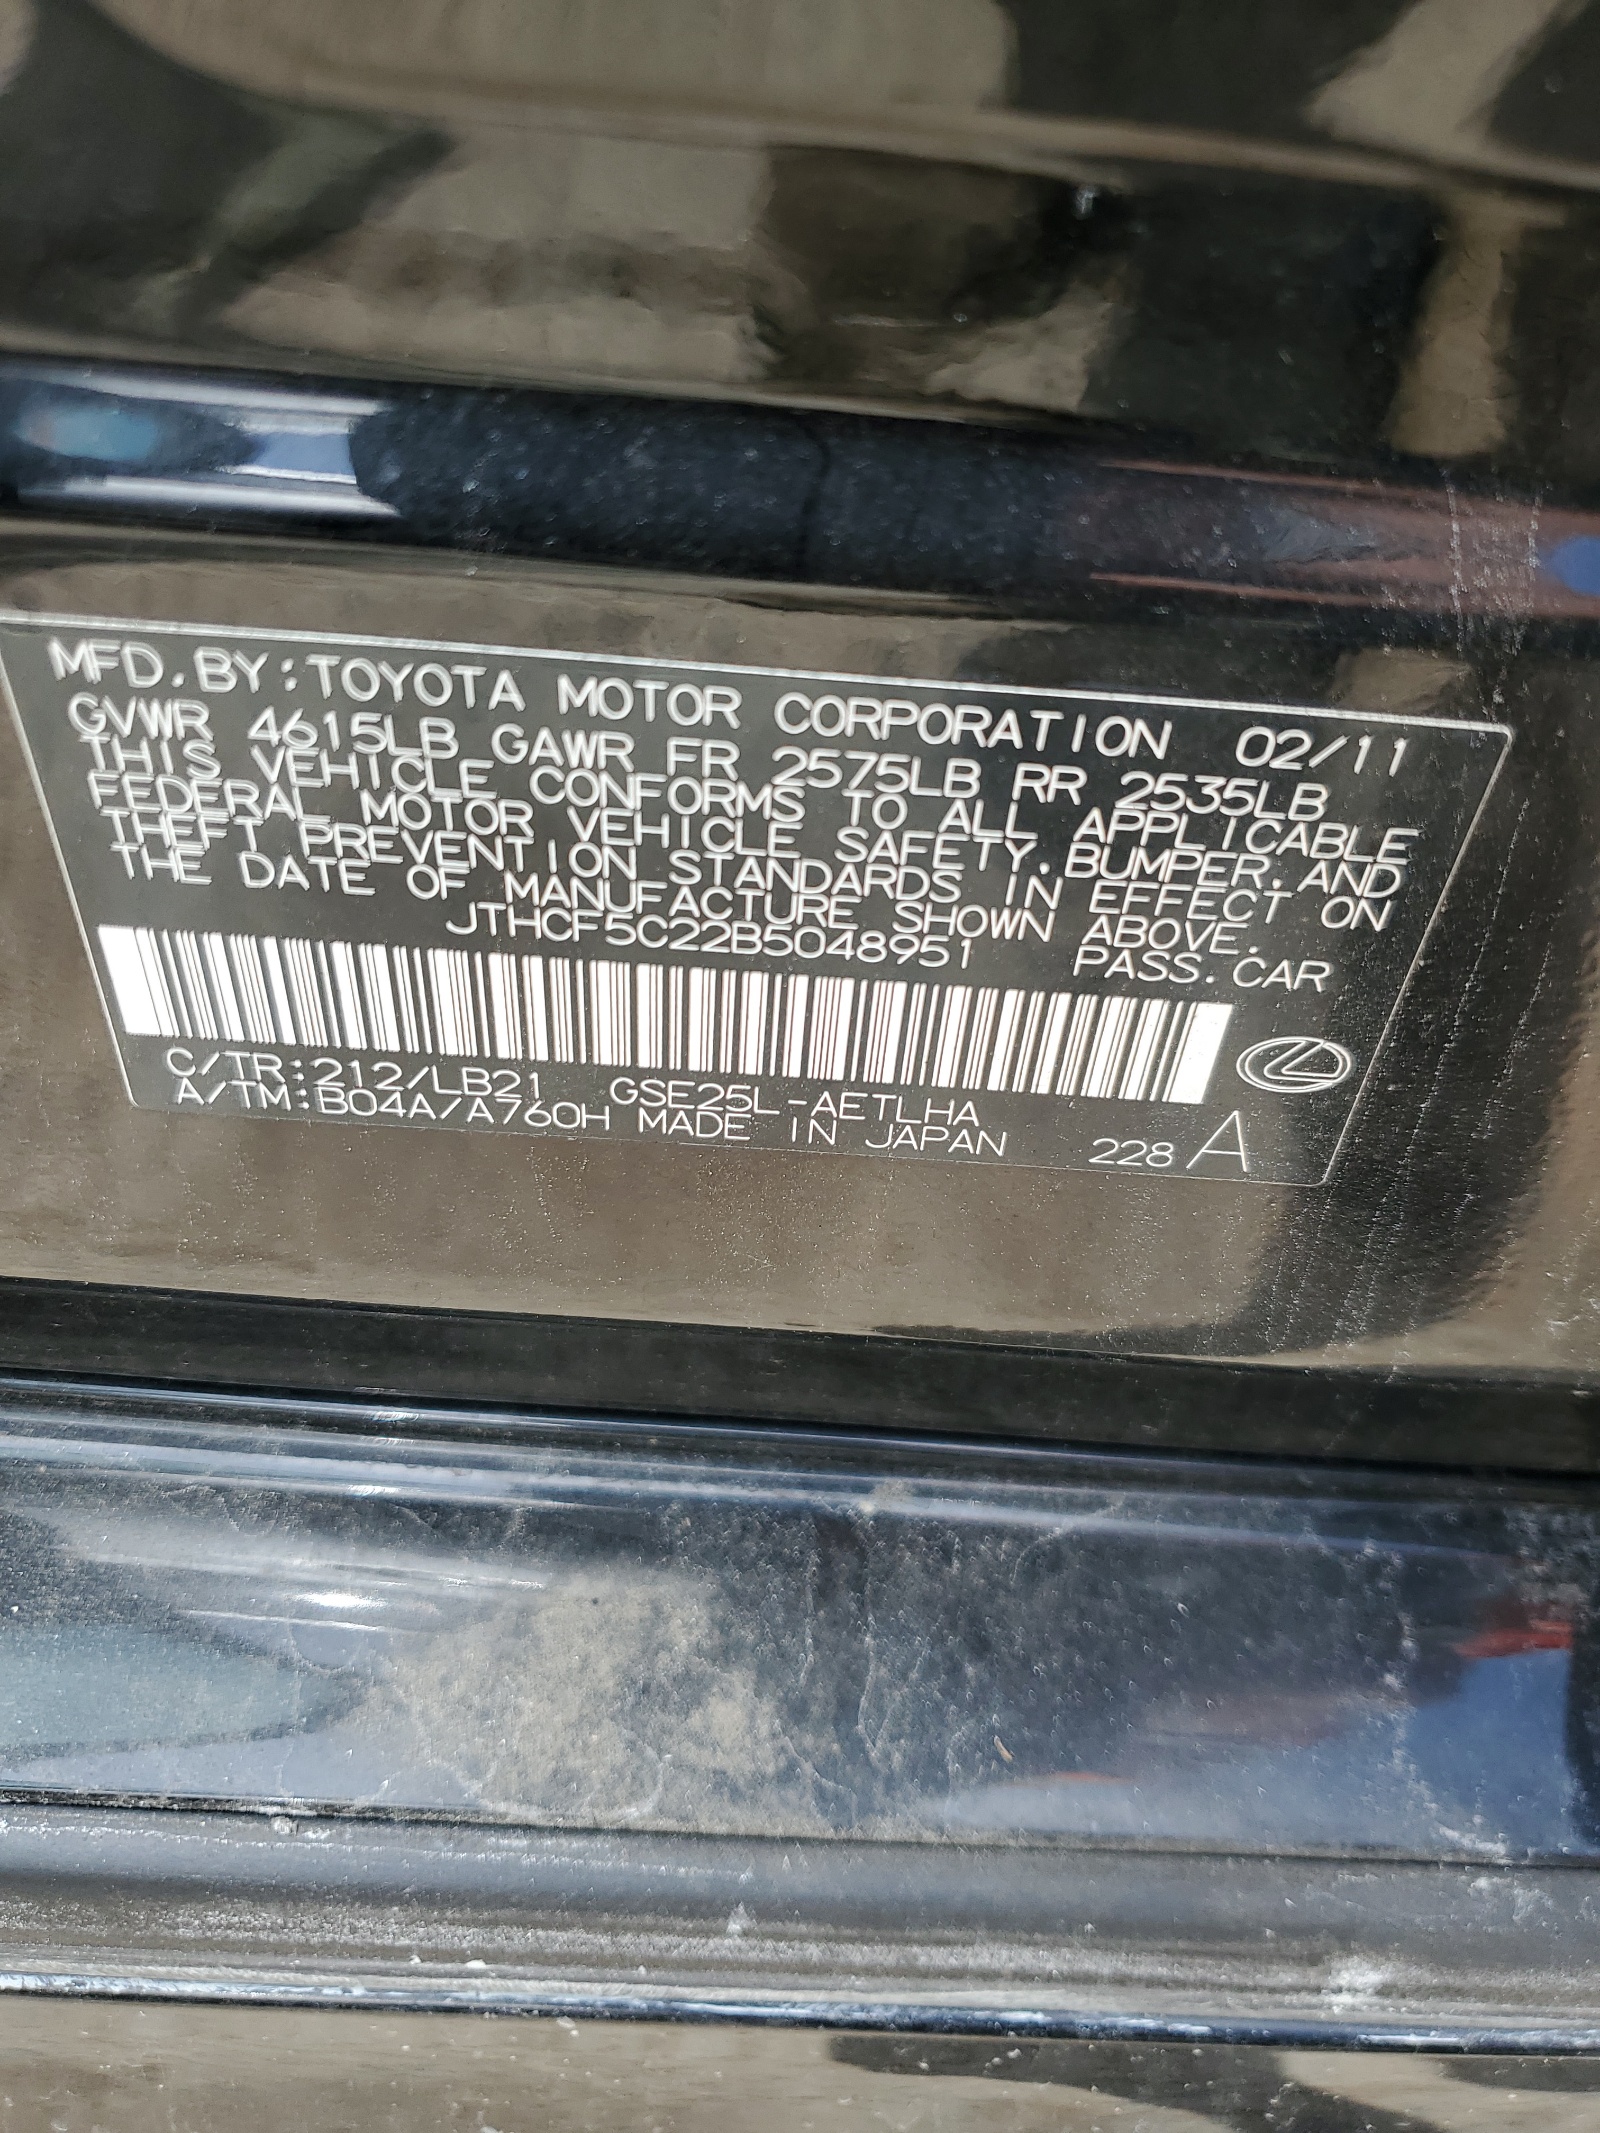 MFD.BY:TOYOTA MOTOR CORPORATION 02/11
GVWR 4615LB GAWR FR 2575LB RR 2535LB
THIS VEHICLE CONFORMS TO ALL APPLICABLE
FEDERAL MOTOR VEHICLE SAFETY,BUMPER,AND
THEFT PREVENTION STANDARDS IN EFFECT ON
THE DATE OF MANUFACTURE SHOWN ABOVE.
JTHCF5C22B5048951 PASS.CAR
C/TR:212/LB21 GSE25L-AETLHA
A/TM:B04A/A760H MADE IN JAPAN 228 A